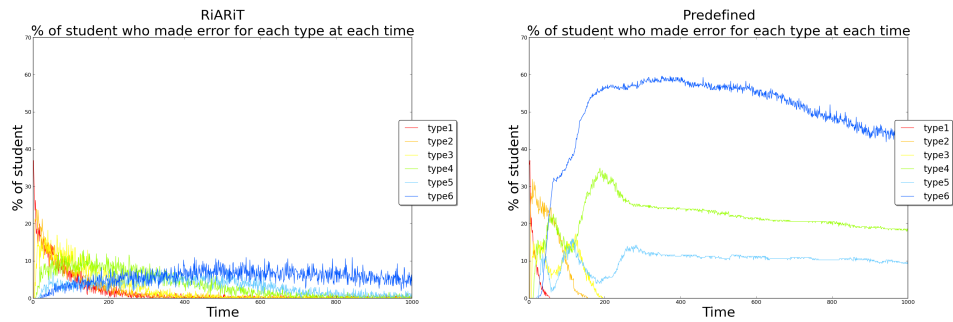 RiARiT
% of student who made error for each type at each time
70
60
50
40
30
20
10
0
0 200 400 600 800 1000
% of student
Time
type1
type2
type3
type4
type5
type6
Predefined
% of student who made error for each type at each time
70
60
50
40
30
20
10
0
0 200 400 600 800 1000
% of student
Time
type1
type2
type3
type4
type5
type6